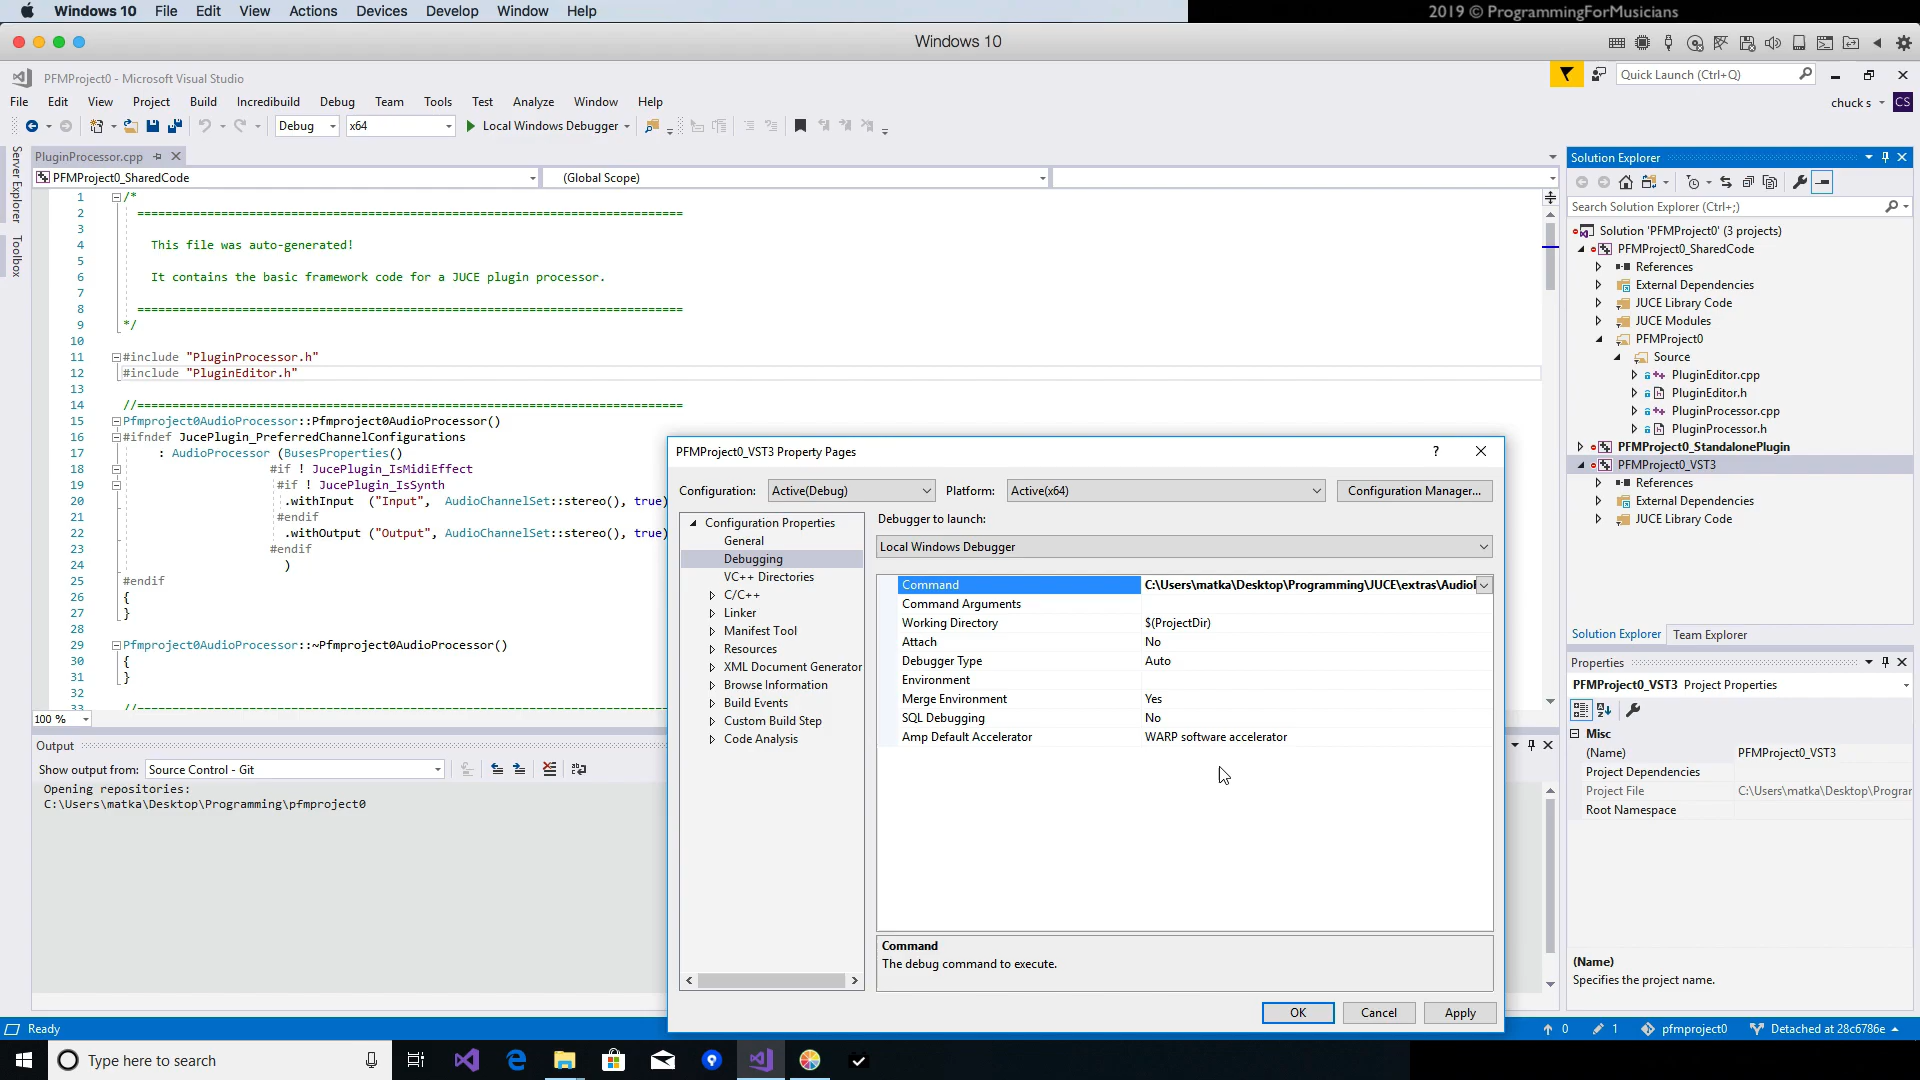 Windows 10 File Edit View Actions Devices Develop Window Help
2019 © ProgrammingForMusicians
Windows 10
PFMProject0 - Microsoft Visual Studio
Quick Launch (Ctrl+Q)
File Edit View Project Build Incredibuild Debug Team Tools Test Analyze Window Help
chuck s CS
Debug x64 Local Windows Debugger
Server Explorer
Toolbox
PluginProcessor.cpp
PFMProject0_SharedCode (Global Scope)
1 /*
2 ==============================================================================
3
4 This file was auto-generated!
5
6 It contains the basic framework code for a JUCE plugin processor.
7
8 ==============================================================================
9 */
10
11 #include "PluginProcessor.h"
12 #include "PluginEditor.h"
13
14 //==============================================================================
15 Pfmproject0AudioProcessor::Pfmproject0AudioProcessor()
16 #ifndef JucePlugin_PreferredChannelConfigurations
17 : AudioProcessor (BusesProperties()
18 #if ! JucePlugin_IsMidiEffect
19 #if ! JucePlugin_IsSynth
20 .withInput ("Input", AudioChannelSet::stereo(), true)
21 #endif
22 .withOutput ("Output", AudioChannelSet::stereo(), true)
23 #endif
24 )
25 #endif
26 {
27 }
28
29 Pfmproject0AudioProcessor::~Pfmproject0AudioProcessor()
30 {
31 }
32
33 //
100 %
Output
Show output from: Source Control - Git
Opening repositories:
C:\Users\matka\Desktop\Programming\pfmproject0
PFMProject0_VST3 Property Pages
?
Configuration: Active(Debug) Platform: Active(x64) Configuration Manager...
Configuration Properties
General
Debugging
VC++ Directories
C/C++
Linker
Manifest Tool
Resources
XML Document Generator
Browse Information
Build Events
Custom Build Step
Code Analysis
Debugger to launch:
Local Windows Debugger
Command C:\Users\matka\Desktop\Programming\JUCE\extras\Audiol
Command Arguments
Working Directory $(ProjectDir)
Attach No
Debugger Type Auto
Environment
Merge Environment Yes
SQL Debugging No
Amp Default Accelerator WARP software accelerator
Command
The debug command to execute.
OK Cancel Apply
Solution Explorer
Search Solution Explorer (Ctrl+;)
Solution 'PFMProject0' (3 projects)
PFMProject0_SharedCode
References
External Dependencies
JUCE Library Code
JUCE Modules
PFMProject0
Source
PluginEditor.cpp
PluginEditor.h
PluginProcessor.cpp
PluginProcessor.h
PFMProject0_StandalonePlugin
PFMProject0_VST3
References
External Dependencies
JUCE Library Code
Solution Explorer Team Explorer
Properties
PFMProject0_VST3 Project Properties
Misc
(Name) PFMProject0_VST3
Project Dependencies
Project File C:\Users\matka\Desktop\Prograr
Root Namespace
(Name)
Specifies the project name.
Ready
0 1 pfmproject0 Detached at 28c6786e
Type here to search